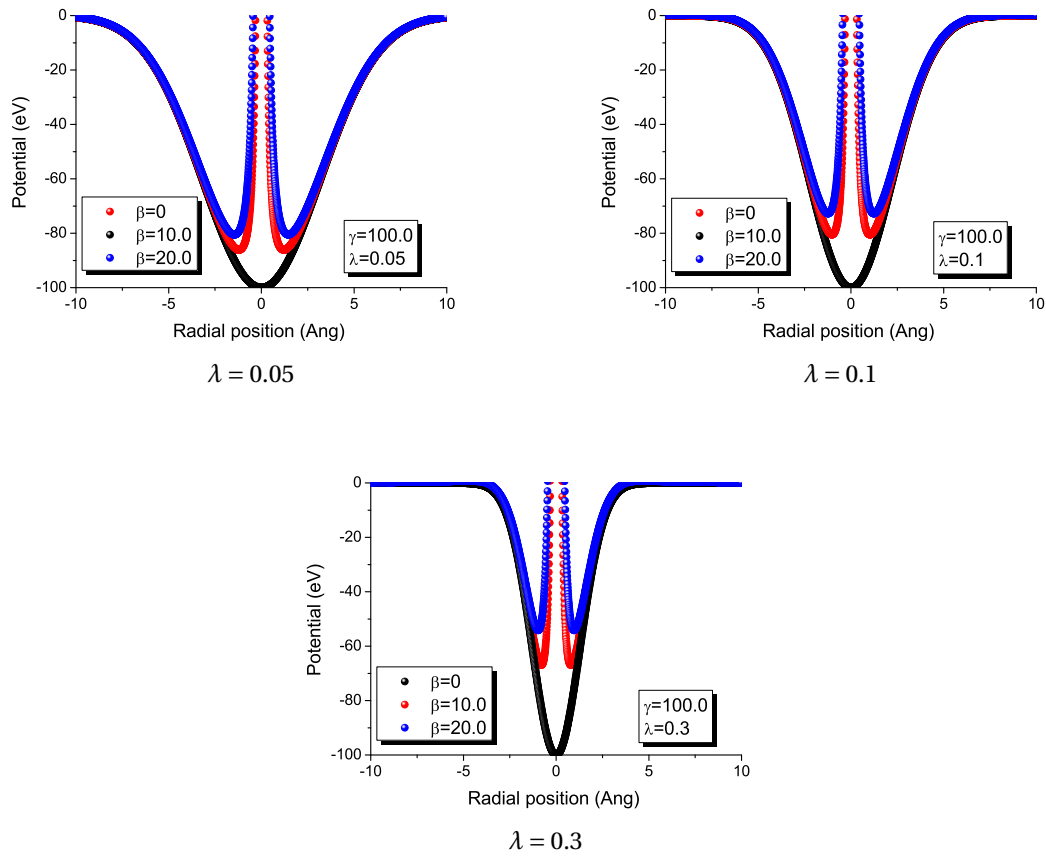 0
-20
-40
-60
-80
-100
Potential (eV)
β=0
β=10.0
β=20.0
γ=100.0
λ=0.05
-10 -5 0 5 10
Radial position (Ang)
λ = 0.05
0
-20
-40
-60
-80
-100
Potential (eV)
β=0
β=10.0
β=20.0
γ=100.0
λ=0.1
-10 -5 0 5 10
Radial position (Ang)
λ = 0.1
0
-20
-40
-60
-80
-100
Potential (eV)
β=0
β=10.0
β=20.0
γ=100.0
λ=0.3
-10 -5 0 5 10
Radial position (Ang)
λ = 0.3